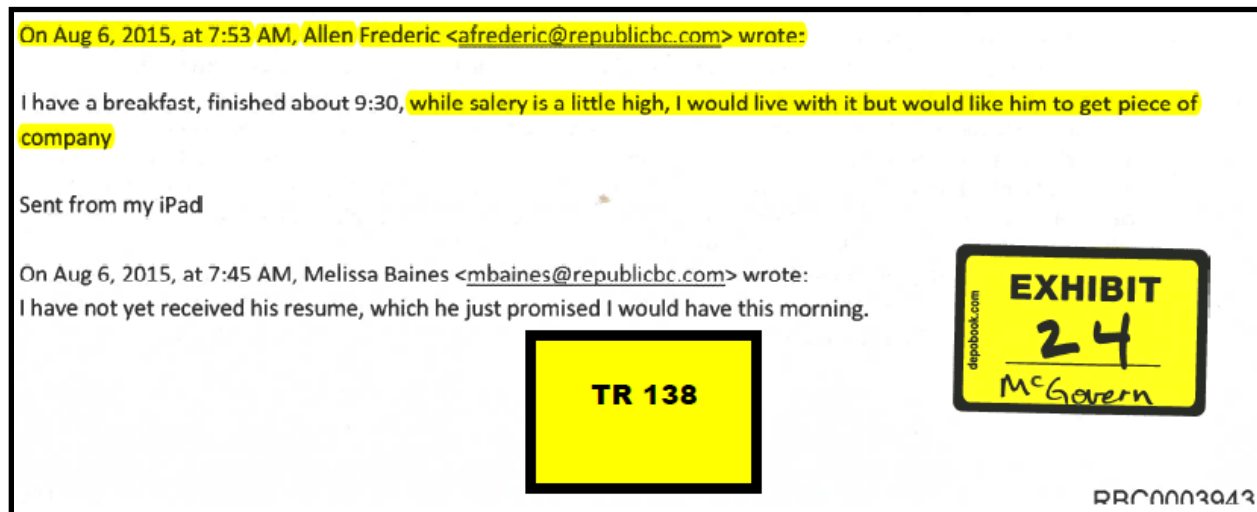 On Aug 6, 2015, at 7:53 AM, Allen Frederic <afrederic@republicbc.com> wrote:
I have a breakfast, finished about 9:30, while salery is a little high, I would live with it but would like him to get piece of
company
Sent from my iPad
On Aug 6, 2015, at 7:45 AM, Melissa Baines <mbaines@republicbc.com> wrote:
I have not yet received his resume, which he just promised I would have this morning.
TR 138
depobook.com
EXHIBIT
24
McGovern
RBC0003943